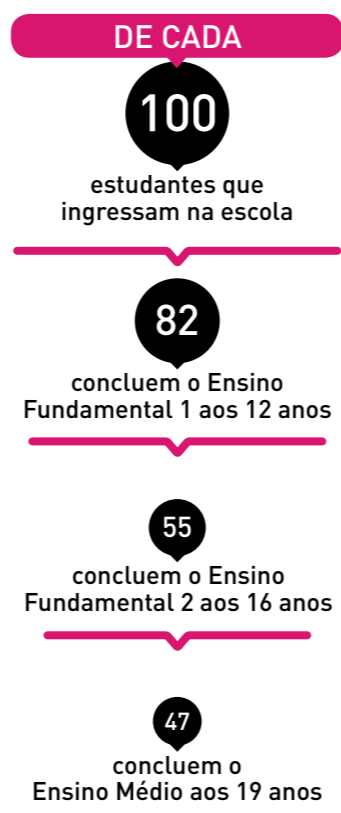 DE CADA
100
estudantes que
ingressam na escola
82
concluem o Ensino
Fundamental 1 aos 12 anos
55
concluem o Ensino
Fundamental 2 aos 16 anos
47
concluem o
Ensino Médio aos 19 anos